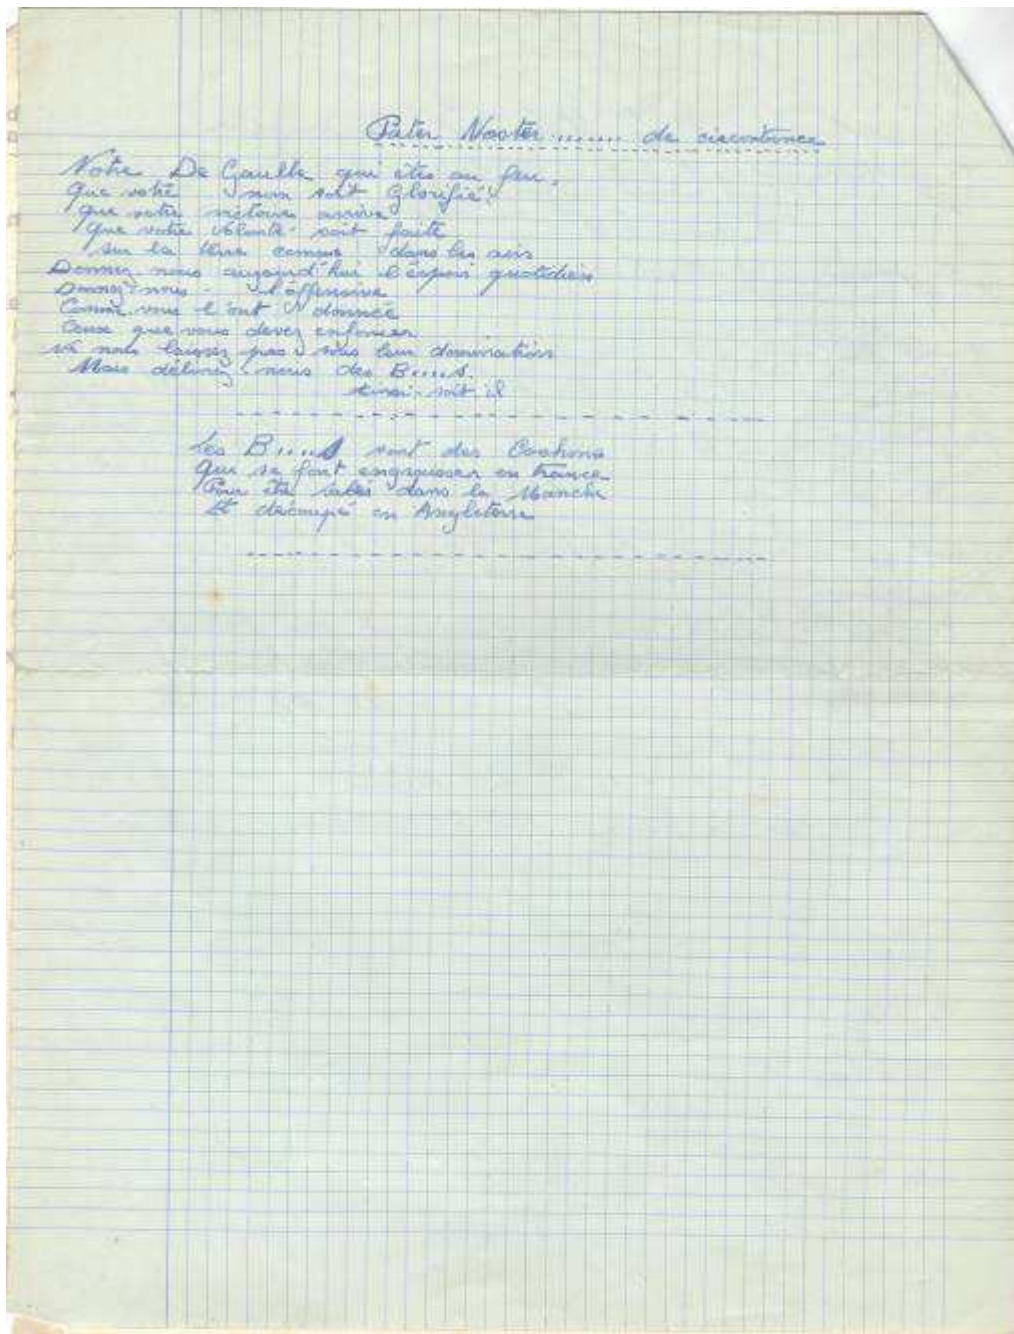 Pater Noster ....... de circontance
Notre De Gaulle qui êtes au feu,
Que votre nom soit Glorifié!
que votre victoire arrive
Que votre volonté soit faite
sur la terre comme dans les airs
Donnez nous aujourd'hui l'espoir quotidien
Donnez-nous - l'offensive
Comme vous l'ont donnée
Ceux que vous devez enfoncer
Ne nous laissez pas sous leur domination
Mais délivrez-nous des B.....s.
Ainsi-soit il
Les B.....s sont des Cochons
Qui se font engraisser en France
Pour être salés dans la Manche
Et découpé en Angleterre